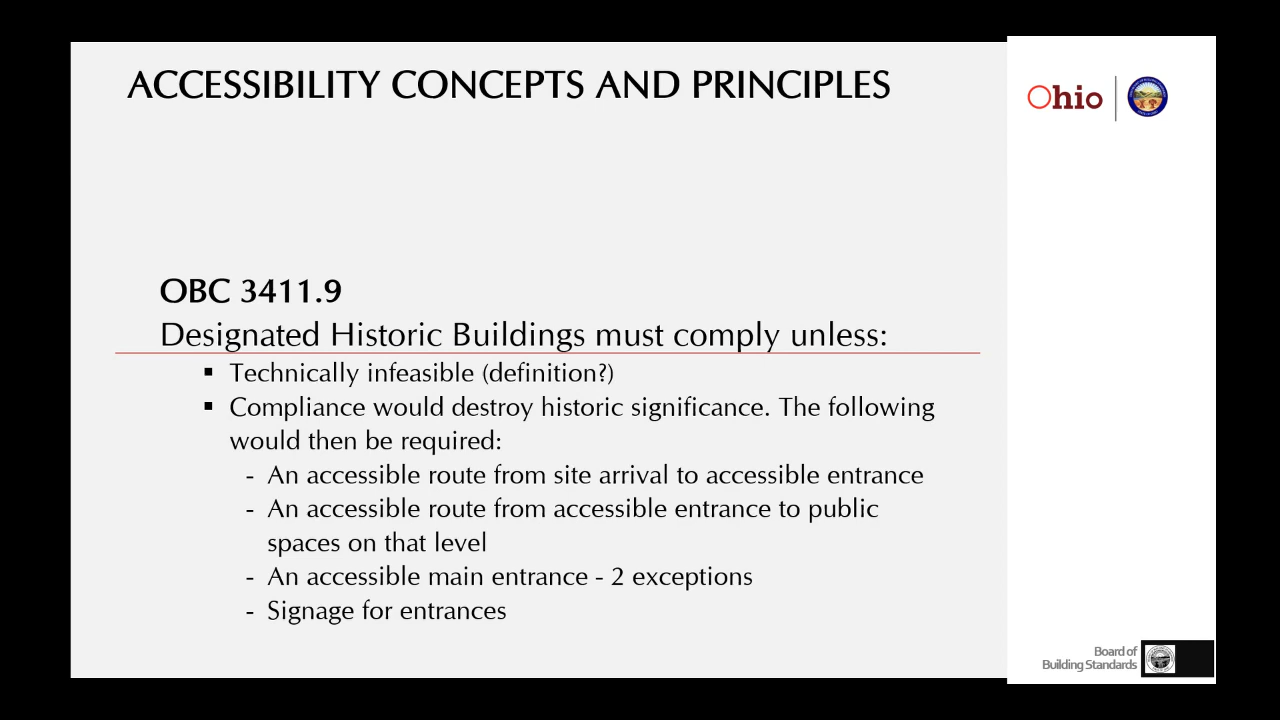 ACCESSIBILITY CONCEPTS AND PRINCIPLES
Ohio
OBC 3411.9
Designated Historic Buildings must comply unless:
▪ Technically infeasible (definition?)
▪ Compliance would destroy historic significance. The following
would then be required:
- An accessible route from site arrival to accessible entrance
- An accessible route from accessible entrance to public
spaces on that level
- An accessible main entrance - 2 exceptions
- Signage for entrances
Board of
Building Standards